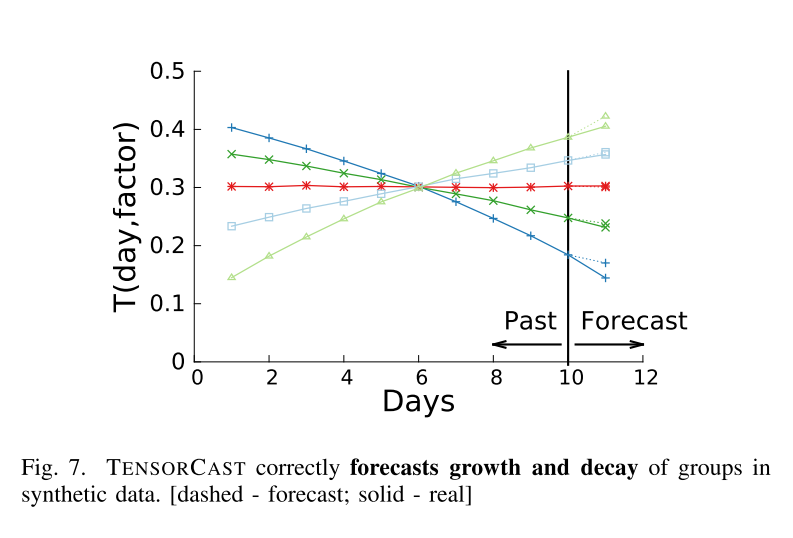 0.5
0.4
0.3
0.2
0.1
0
T(day,factor)
Past Forecast
0 2 4 6 8 10 12
Days
Fig. 7. TENSORCAST correctly forecasts growth and decay of groups in
synthetic data. [dashed - forecast; solid - real]